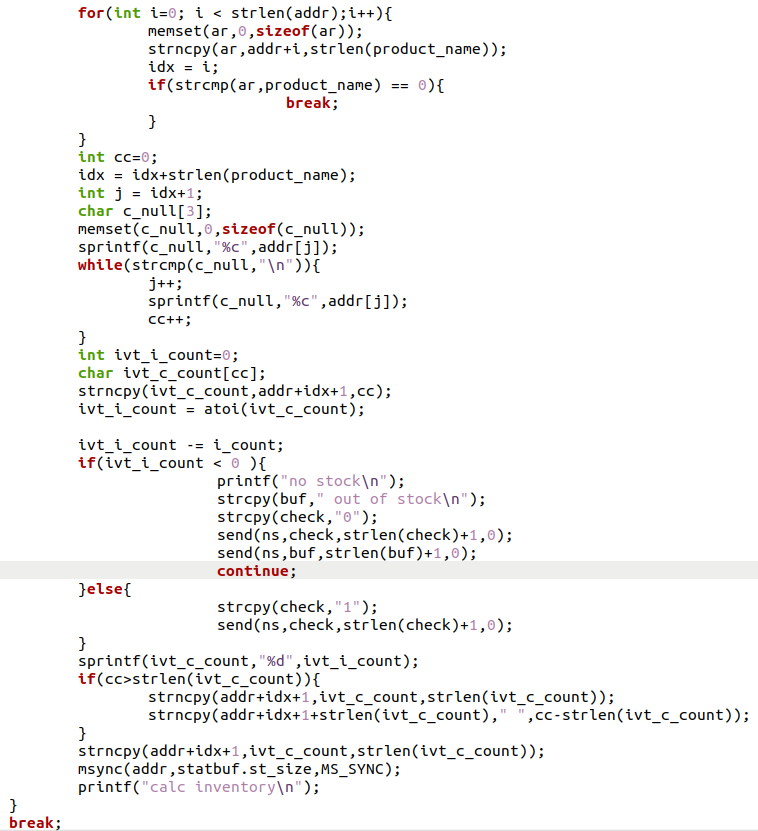 for(int i=0; i < strlen(addr);i++){
memset(ar,0,sizeof(ar));
strncpy(ar,addr+i,strlen(product_name));
idx = i;
if(strcmp(ar,product_name) == 0){
break;
}
}
int cc=0;
idx = idx+strlen(product_name);
int j = idx+1;
char c_null[3];
memset(c_null,0,sizeof(c_null));
sprintf(c_null,"%c",addr[j]);
while(strcmp(c_null,"\n")){
j++;
sprintf(c_null,"%c",addr[j]);
cc++;
}
int ivt_i_count=0;
char ivt_c_count[cc];
strncpy(ivt_c_count,addr+idx+1,cc);
ivt_i_count = atoi(ivt_c_count);
ivt_i_count -= i_count;
if(ivt_i_count < 0 ){
printf("no stock\n");
strcpy(buf," out of stock\n");
strcpy(check,"0");
send(ns,check,strlen(check)+1,0);
send(ns,buf,strlen(buf)+1,0);
continue;
}else{
strcpy(check,"1");
send(ns,check,strlen(check)+1,0);
}
sprintf(ivt_c_count,"%d",ivt_i_count);
if(cc>strlen(ivt_c_count)){
strncpy(addr+idx+1,ivt_c_count,strlen(ivt_c_count));
strncpy(addr+idx+1+strlen(ivt_c_count)," ",cc-strlen(ivt_c_count));
}
strncpy(addr+idx+1,ivt_c_count,strlen(ivt_c_count));
msync(addr,statbuf.st_size,MS_SYNC);
printf("calc inventory\n");
}
break;